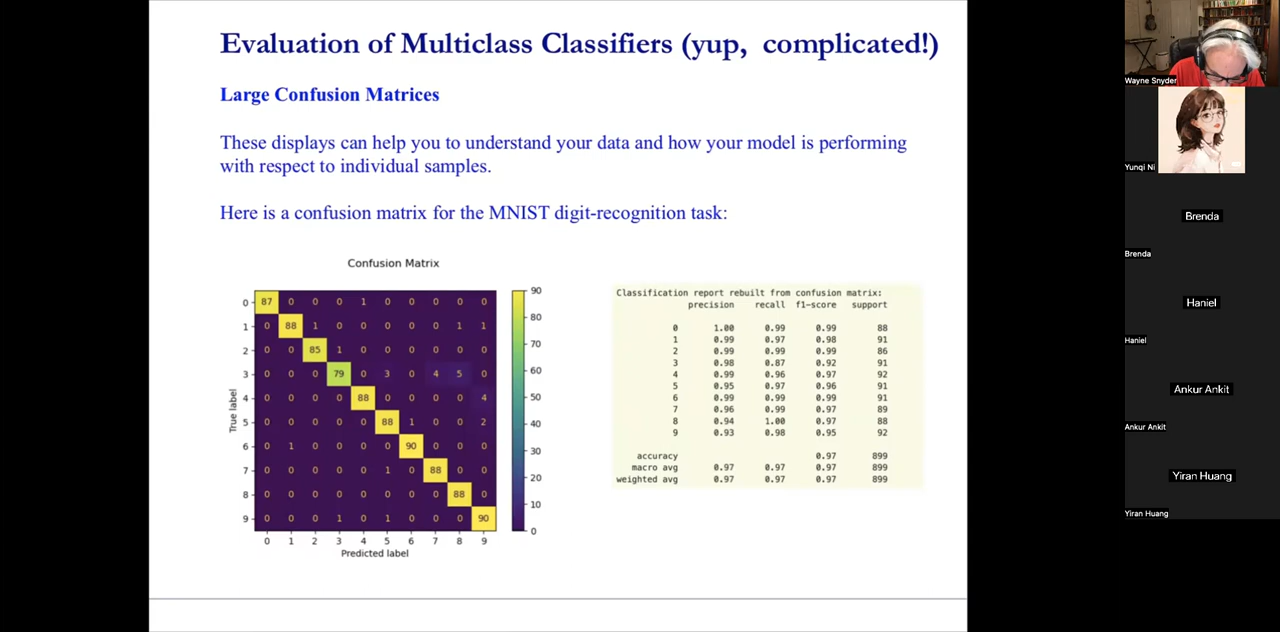 Evaluation of Multiclass Classifiers (yup, complicated!)
Large Confusion Matrices
These displays can help you to understand your data and how your model is performing
with respect to individual samples.
Here is a confusion matrix for the MNIST digit-recognition task:
Confusion Matrix
True label
0 87 0 0 0 1 0 0 0 0 0
1 0 88 1 0 0 0 0 0 1 1
2 0 0 85 1 0 0 0 0 0 0
3 0 0 0 79 0 3 0 4 5 0
4 0 0 0 0 88 0 0 0 0 4
5 0 0 0 0 0 88 1 0 0 2
6 0 1 0 0 0 0 90 0 0 0
7 0 0 0 0 0 1 0 88 0 0
8 0 0 0 0 0 0 0 0 88 0
9 0 0 0 1 0 1 0 0 0 90
0 1 2 3 4 5 6 7 8 9
Predicted label
90
80
70
60
50
40
30
20
10
0
Classification report rebuilt from confusion matrix:
precision recall f1-score support
0 1.00 0.99 0.99 88
1 0.99 0.97 0.98 91
2 0.99 0.99 0.99 86
3 0.98 0.87 0.92 91
4 0.99 0.96 0.97 92
5 0.95 0.97 0.96 91
6 0.99 0.99 0.99 91
7 0.96 0.99 0.97 89
8 0.94 1.00 0.97 88
9 0.93 0.98 0.95 92
accuracy 0.97 899
macro avg 0.97 0.97 0.97 899
weighted avg 0.97 0.97 0.97 899
Wayne Snyder
Yunqi Ni
Brenda
Brenda
Haniel
Haniel
Ankur Ankit
Ankur Ankit
Yiran Huang
Yiran Huang